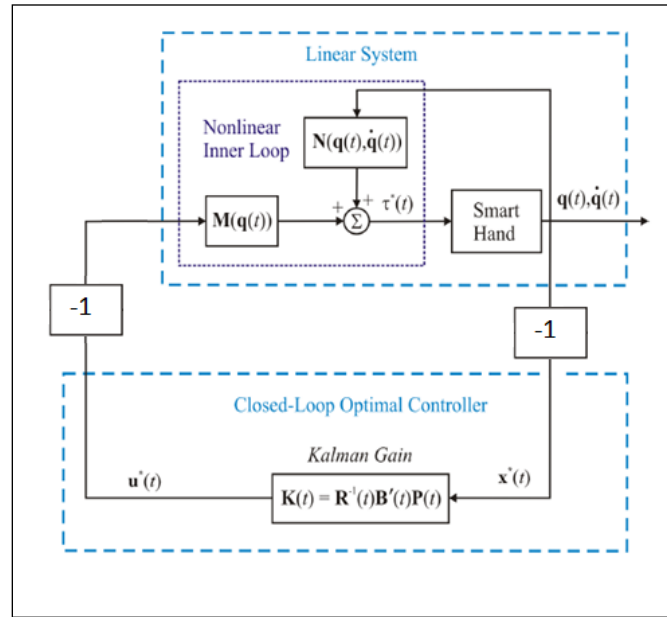 Linear System
Nonlinear
Inner Loop
N(q(t),q̇(t))
M(q(t))
+
+
Σ
τ*(t)
Smart
Hand
q(t),q̇(t)
-1
-1
Closed-Loop Optimal Controller
Kalman Gain
u*(t)
K(t) = R⁻¹(t)B′(t)P(t)
x*(t)